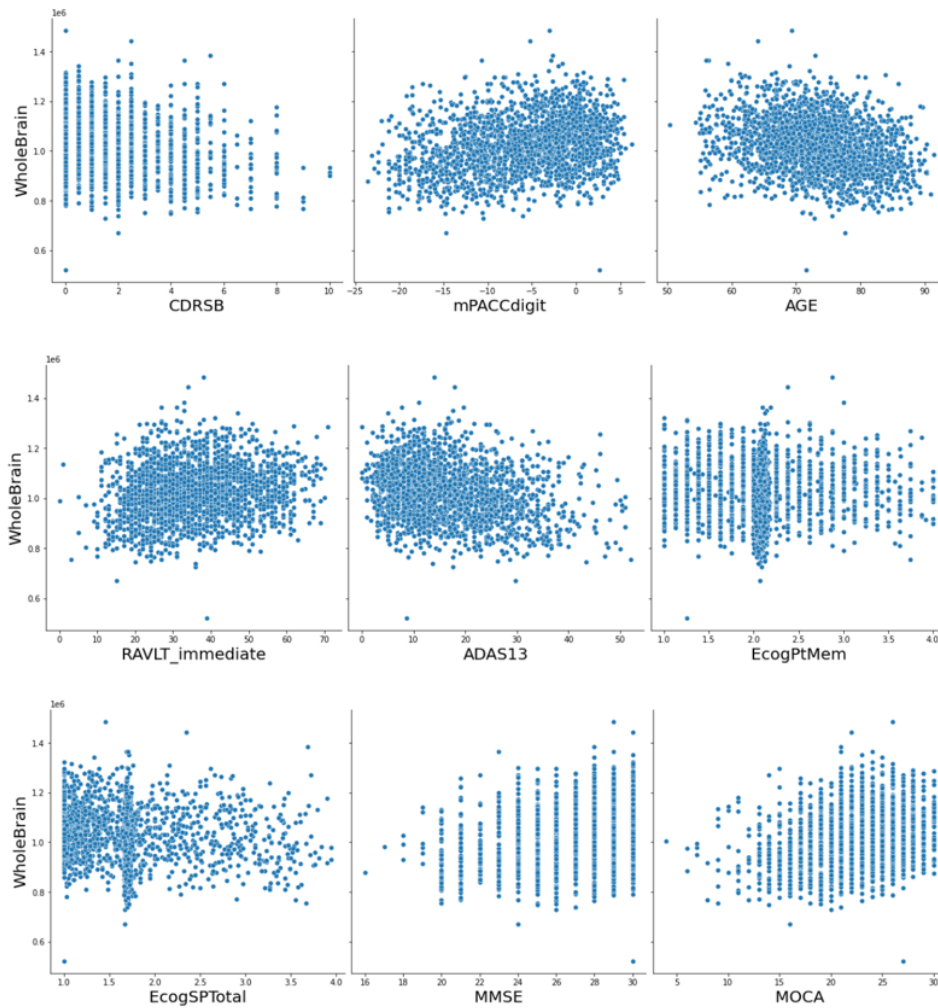 1e6
WholeBrain
1.4
1.2
1.0
0.8
0.6
0 2 4 6 8 10
−25 −20 −15 −10 −5 0 5
50 60 70 80 90
CDRSB mPACCdigit AGE
1e6
WholeBrain
1.4
1.2
1.0
0.8
0.6
0 10 20 30 40 50 60 70
0 10 20 30 40 50
1.0 1.5 2.0 2.5 3.0 3.5 4.0
RAVLT_immediate ADAS13 EcogPtMem
1e6
WholeBrain
1.4
1.2
1.0
0.8
0.6
1.0 1.5 2.0 2.5 3.0 3.5 4.0
16 18 20 22 24 26 28 30
5 10 15 20 25 30
EcogSPTotal MMSE MOCA